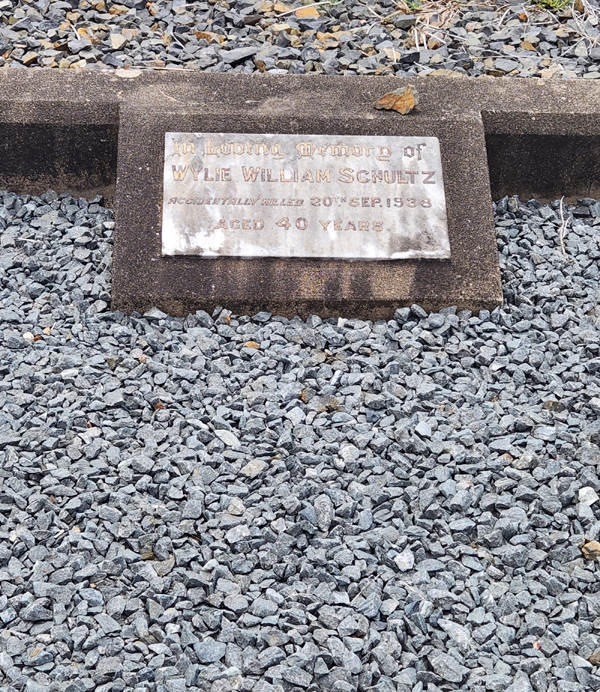 In Loving Memory of
WYLIE WILLIAM SCHULTZ
ACCIDENTALLY KILLED 20TH SEP. 1938
AGED 40 YEARS.